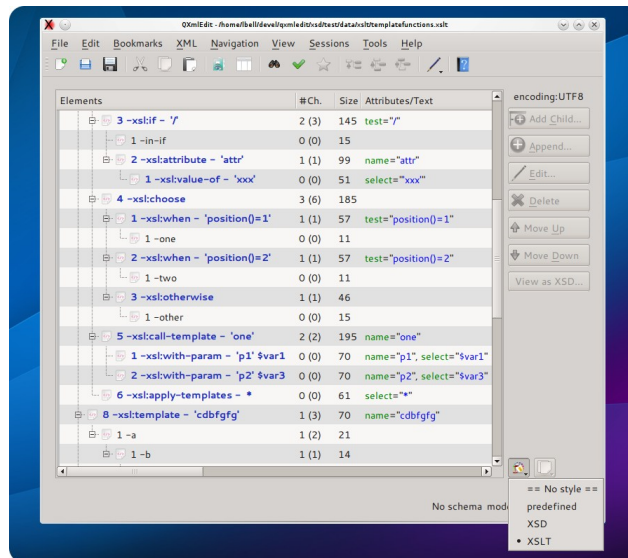 QXmlEdit - /home/lbell/devel/qxmledit/xsd/test/data/xslt/templatefunctions.xslt
File Edit Bookmarks XML Navigation View Sessions Tools Help
Elements #Ch. Size Attributes/Text
3 -xsl:if - '/' 2 (3) 145 test="/"
1 -in-if 0 (0) 15
2 -xsl:attribute - 'attr' 1 (1) 99 name="attr"
1 -xsl:value-of - 'xxx' 0 (0) 51 select="'xxx'"
4 -xsl:choose 3 (6) 185
1 -xsl:when - 'position()=1' 1 (1) 57 test="position()=1"
1 -one 0 (0) 11
2 -xsl:when - 'position()=2' 1 (1) 57 test="position()=2"
1 -two 0 (0) 11
3 -xsl:otherwise 1 (1) 46
1 -other 0 (0) 15
5 -xsl:call-template - 'one' 2 (2) 195 name="one"
1 -xsl:with-param - 'p1' $var1 0 (0) 70 name="p1", select="$var1"
2 -xsl:with-param - 'p2' $var3 0 (0) 70 name="p2", select="$var3"
6 -xsl:apply-templates - * 0 (0) 61 select="*"
8 -xsl:template - 'cdbfgfg' 1 (3) 70 name="cdbfgfg"
1 -a 1 (2) 21
1 -b 1 (1) 14
encoding:UTF8
Add Child...
Append...
Edit...
Delete
Move Up
Move Down
View as XSD...
No schema mode
== No style ==
predefined
XSD
XSLT